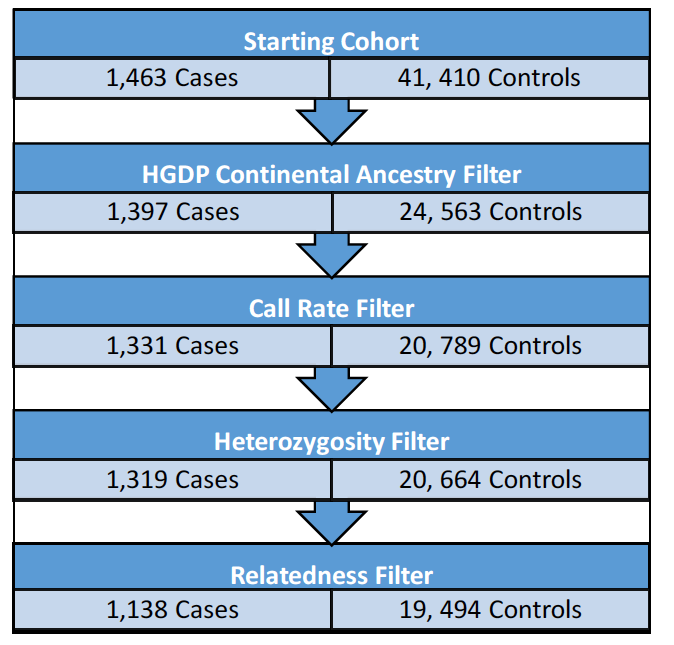 Starting Cohort
1,463 Cases 41, 410 Controls
HGDP Continental Ancestry Filter
1,397 Cases 24, 563 Controls
Call Rate Filter
1,331 Cases 20, 789 Controls
Heterozygosity Filter
1,319 Cases 20, 664 Controls
Relatedness Filter
1,138 Cases 19, 494 Controls